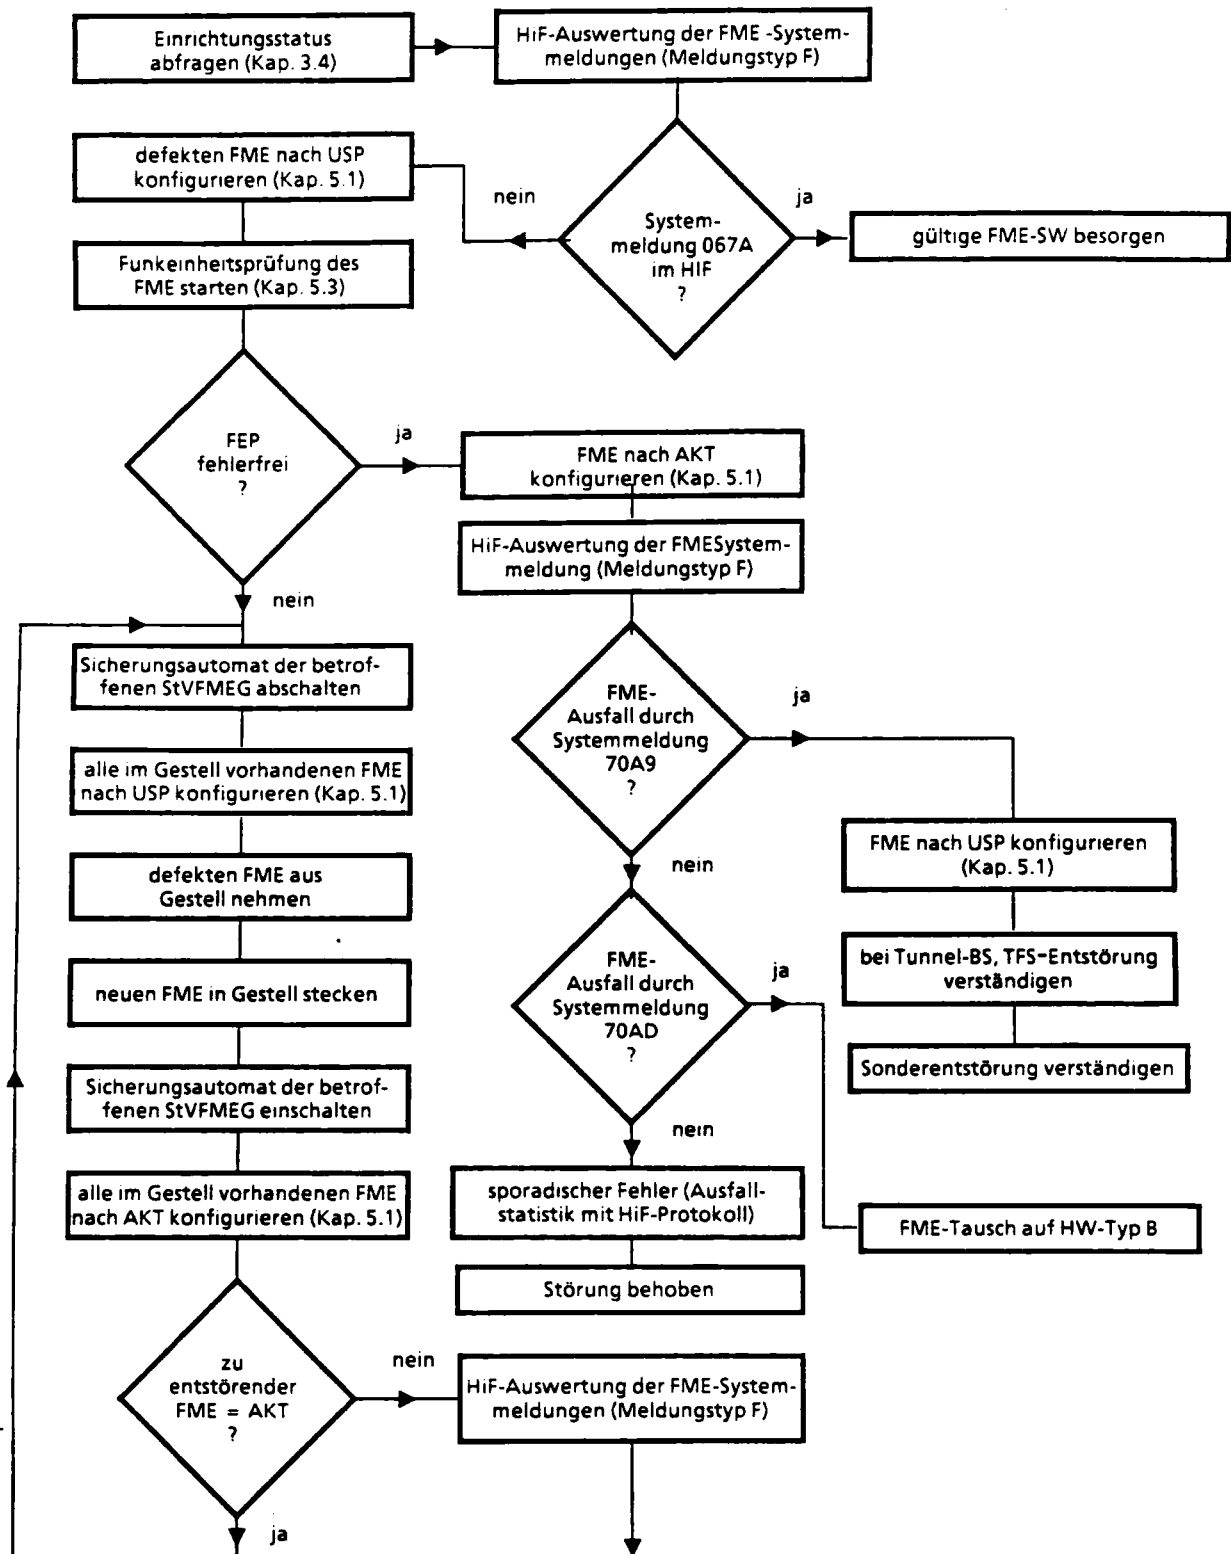 Einrichtungsstatus
abfragen (Kap. 3.4)
HiF-Auswertung der FME -System-
meldungen (Meldungstyp F)
defekten FME nach USP
konfigurieren (Kap. 5.1)
nein
ja
System-
meldung 067A
im HIF
?
gültige FME-SW besorgen
Funkeinheitsprüfung des
FME starten (Kap. 5.3)
FEP
fehlerfrei
?
ja
FME nach AKT
konfigurieren (Kap. 5.1)
HiF-Auswertung der FMESystem-
meldung (Meldungstyp F)
nein
Sicherungsautomat der betrof-
fenen StVFMEG abschalten
FME-
Ausfall durch
Systemmeldung
70A9
?
ja
alle im Gestell vorhandenen FME
nach USP konfigurieren (Kap. 5.1)
FME nach USP konfigurieren
(Kap. 5.1)
nein
defekten FME aus
Gestell nehmen
bei Tunnel-BS, TFS-Entstörung
verständigen
FME-
Ausfall durch
Systemmeldung
70AD
?
ja
neuen FME in Gestell stecken
Sonderentstörung verständigen
Sicherungsautomat der betrof-
fenen StVFMEG einschalten
nein
alle im Gestell vorhandenen FME
nach AKT konfigurieren (Kap. 5.1)
sporadischer Fehler (Ausfall-
statistik mit HiF-Protokoll)
FME-Tausch auf HW-Typ B
Störung behoben
zu
entstörender
FME = AKT
?
nein
HiF-Auswertung der FME-System-
meldungen (Meldungstyp F)
ja